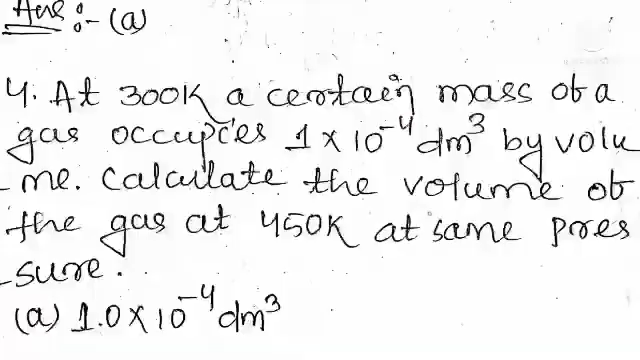 Ans :- (a)
4. At 300K a certain mass of a
gas occupies 1 × 10⁻⁴ dm³ by volu
-me. Calculate the volume of
the gas at 450K at same pres
-sure.
(a) 1.0 × 10⁻⁴ dm³